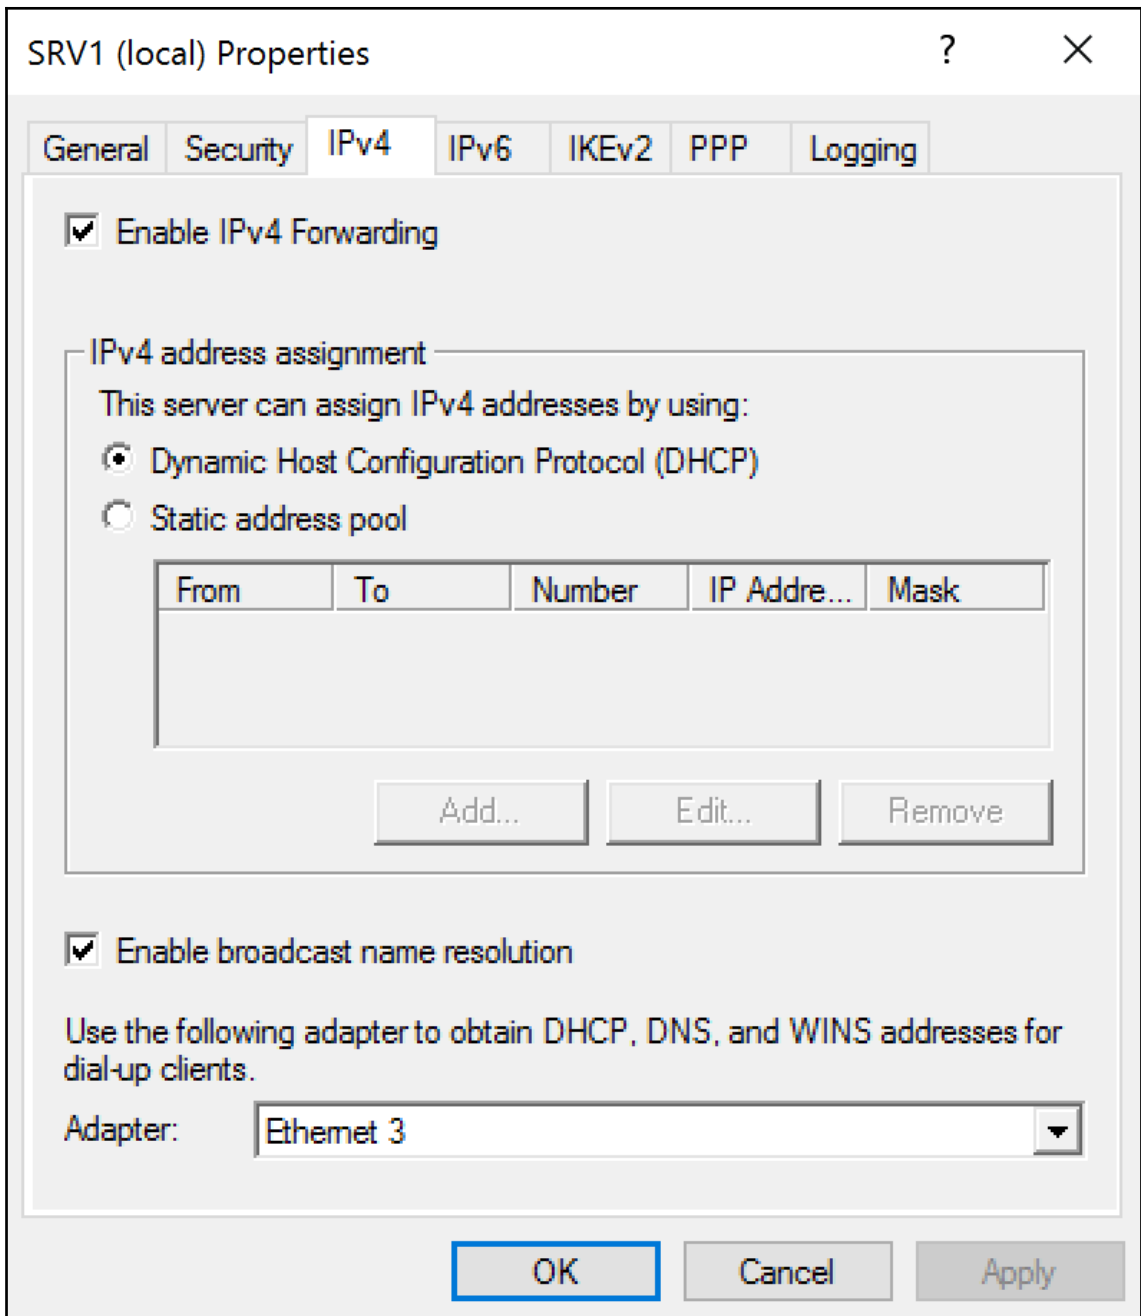 SRV1 (local) Properties ?
General Security IPv4 IPv6 IKEv2 PPP Logging
Enable IPv4 Forwarding
IPv4 address assignment
This server can assign IPv4 addresses by using:
Dynamic Host Configuration Protocol (DHCP)
Static address pool
From To Number IP Addre... Mask
Add... Edit... Remove
Enable broadcast name resolution
Use the following adapter to obtain DHCP, DNS, and WINS addresses for
dial-up clients.
Adapter: Ethernet 3
OK Cancel Apply